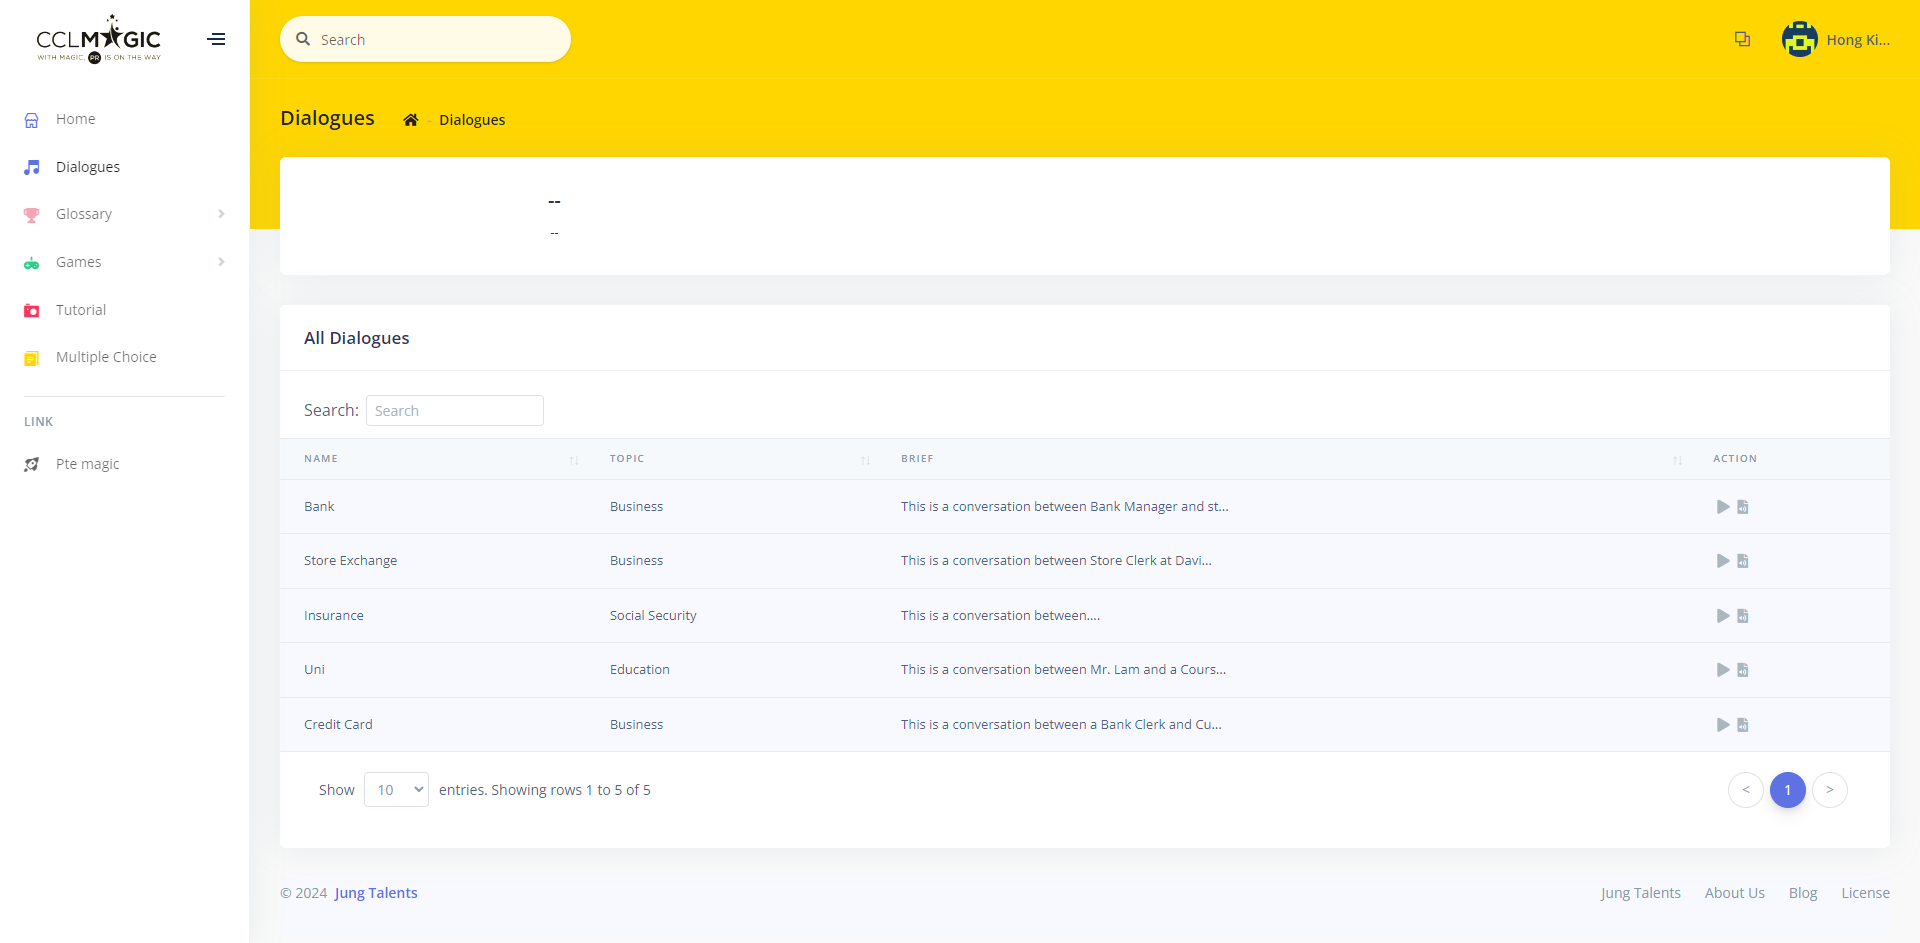 CCLMAGIC
WITH MAGIC, PR IS ON THE WAY
Search
Hong Ki...
Home
Dialogues
Glossary
Games
Tutorial
Multiple Choice
LINK
Pte magic
Dialogues - Dialogues
--
--
All Dialogues
Search: Search
NAME TOPIC BRIEF ACTION
Bank Business This is a conversation between Bank Manager and st...
Store Exchange Business This is a conversation between Store Clerk at Davi...
Insurance Social Security This is a conversation between....
Uni Education This is a conversation between Mr. Lam and a Cours...
Credit Card Business This is a conversation between a Bank Clerk and Cu...
Show 10 entries. Showing rows 1 to 5 of 5
< 1 >
© 2024 Jung Talents
Jung Talents About Us Blog License